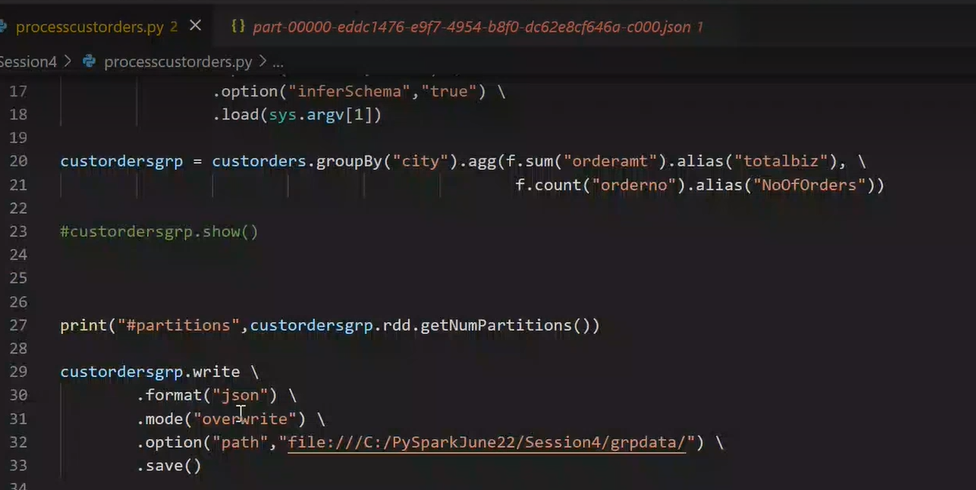 processcustorders.py 2 × {} part-00000-eddc1476-e9f7-4954-b8f0-dc62e8cf646a-c000.json 1
Session4 > processcustorders.py > ...
17 .option("inferSchema","true") \
18 .load(sys.argv[1])
19
20 custordersgrp = custorders.groupBy("city").agg(f.sum("orderamt").alias("totalbiz"), \
21 f.count("orderno").alias("NoOfOrders"))
22
23 #custordersgrp.show()
24
25
26
27 print("#partitions",custordersgrp.rdd.getNumPartitions())
28
29 custordersgrp.write \
30 .format("json") \
31 .mode("overwrite") \
32 .option("path","file:///C:/PySparkJune22/Session4/grpdata/") \
33 .save()
34